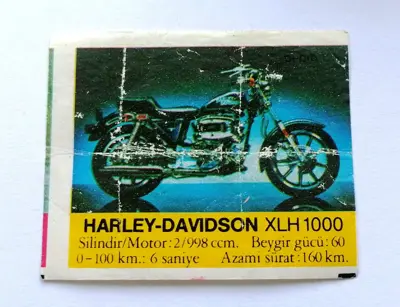 HARLEY-DAVIDSON XLH 1000
Silindir/Motor: 2/998 ccm. Beygir gücü: 60
0-100 km.: 6 saniye Azamı sürat: 160 km.